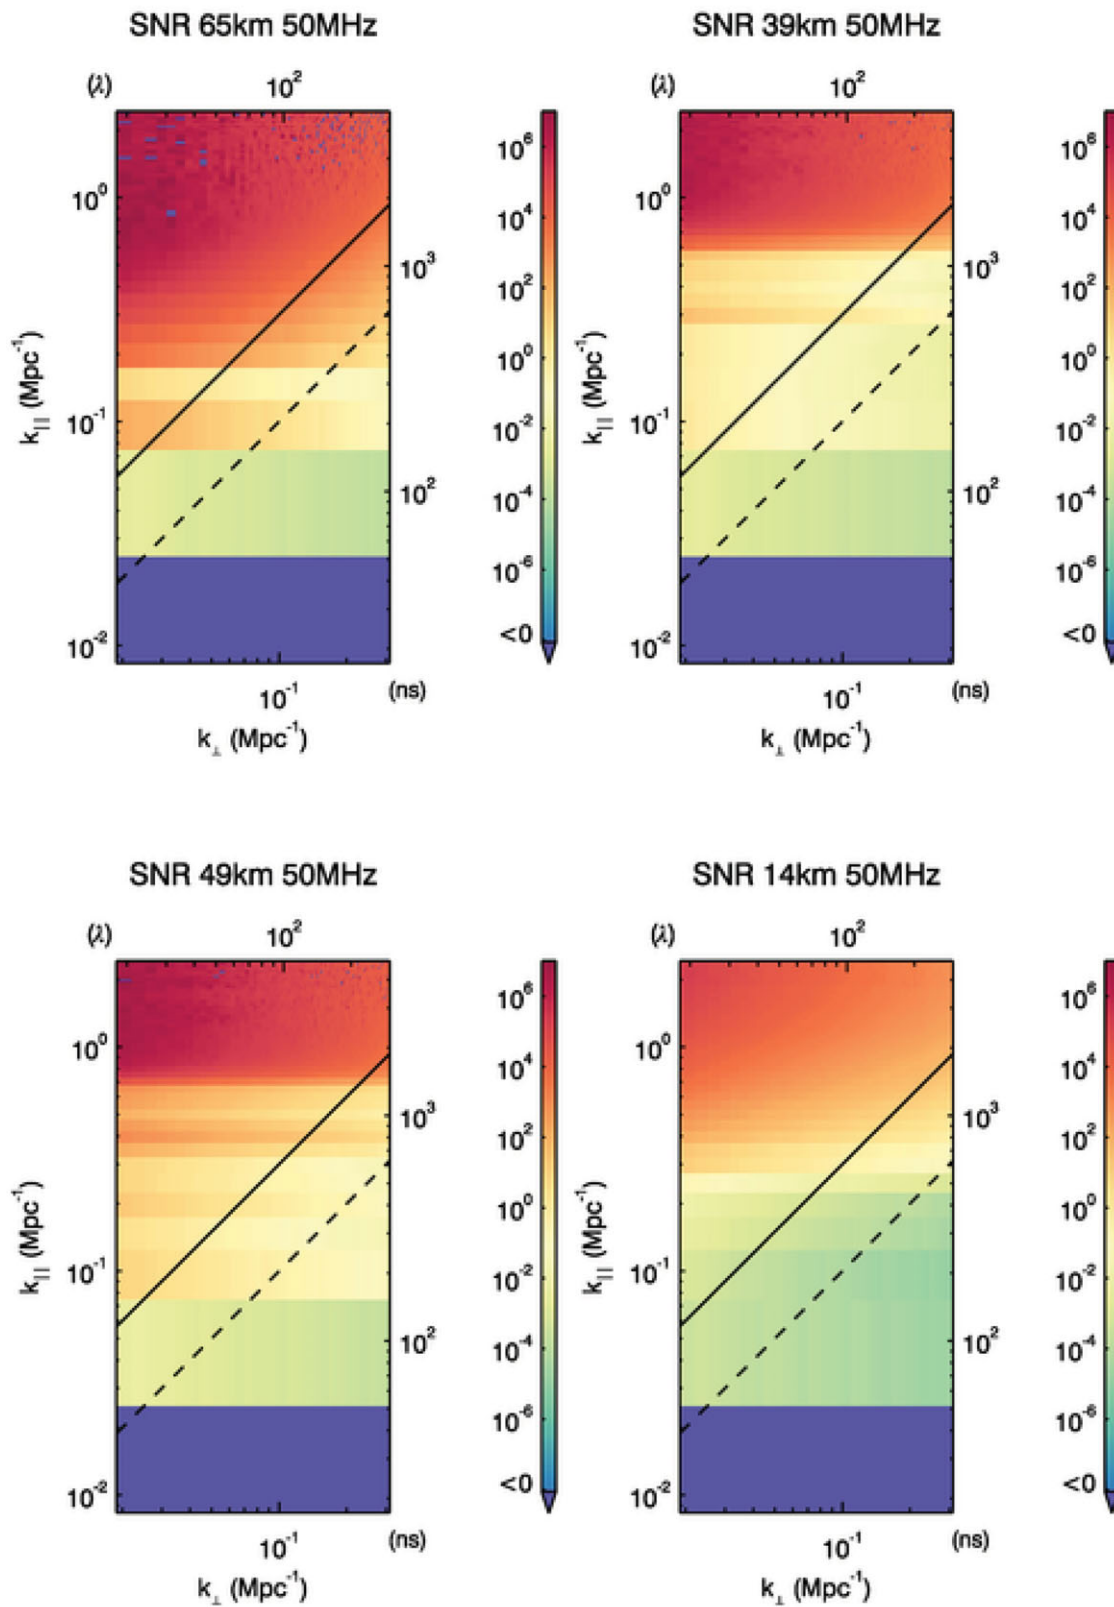 SNR 65km 50MHz
(λ) 10²
10⁰
10⁻¹
10⁻²
k|| (Mpc⁻¹)
10³
10²
(ns)
10⁻¹
k⊥ (Mpc⁻¹)
10⁶
10⁴
10²
10⁰
10⁻²
10⁻⁴
10⁻⁶
<0
SNR 39km 50MHz
(λ) 10²
10⁰
10⁻¹
10⁻²
k|| (Mpc⁻¹)
10³
10²
(ns)
10⁻¹
k⊥ (Mpc⁻¹)
10⁶
10⁴
10²
10⁰
10⁻²
10⁻⁴
10⁻⁶
<0
SNR 49km 50MHz
(λ) 10²
10⁰
10⁻¹
10⁻²
k|| (Mpc⁻¹)
10³
10²
(ns)
10⁻¹
k⊥ (Mpc⁻¹)
10⁶
10⁴
10²
10⁰
10⁻²
10⁻⁴
10⁻⁶
<0
SNR 14km 50MHz
(λ) 10²
10⁰
10⁻¹
10⁻²
k|| (Mpc⁻¹)
10³
10²
(ns)
10⁻¹
k⊥ (Mpc⁻¹)
10⁶
10⁴
10²
10⁰
10⁻²
10⁻⁴
10⁻⁶
<0